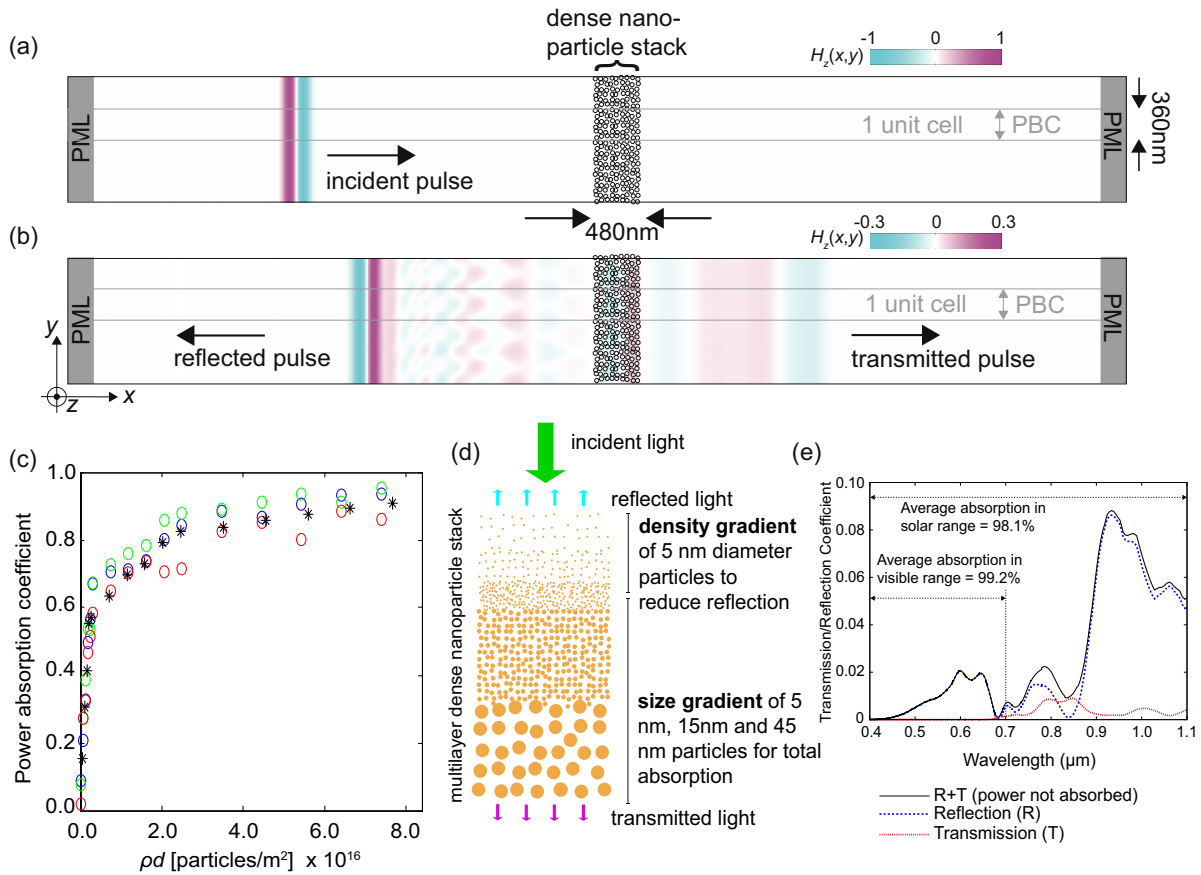 (a)
dense nano-
particle stack
-1 0 1
Hz(x,y)
PML
incident pulse
1 unit cell
PBC
PML
360nm
480nm
(b)
-0.3 0 0.3
Hz(x,y)
PML
reflected pulse
1 unit cell
PBC
transmitted pulse
PML
y
z
x
(c)
Power absorption coefficient
1.0
0.8
0.6
0.4
0.2
0.0
0.0 2.0 4.0 6.0 8.0
ρd [particles/m²] x 10¹⁶
(d)
incident light
reflected light
multilayer dense nanoparticle stack
density gradient
of 5 nm diameter
particles to
reduce reflection
size gradient of 5
nm, 15nm and 45
nm particles for total
absorption
transmitted light
(e)
Transmission/Reflection Coefficient
0.10
0.08
0.06
0.04
0.02
0
Average absorption in
solar range = 98.1%
Average absorption in
visible range = 99.2%
0.4 0.5 0.6 0.7 0.8 0.9 1.0 1.1
Wavelength (μm)
R+T (power not absorbed)
Reflection (R)
Transmission (T)